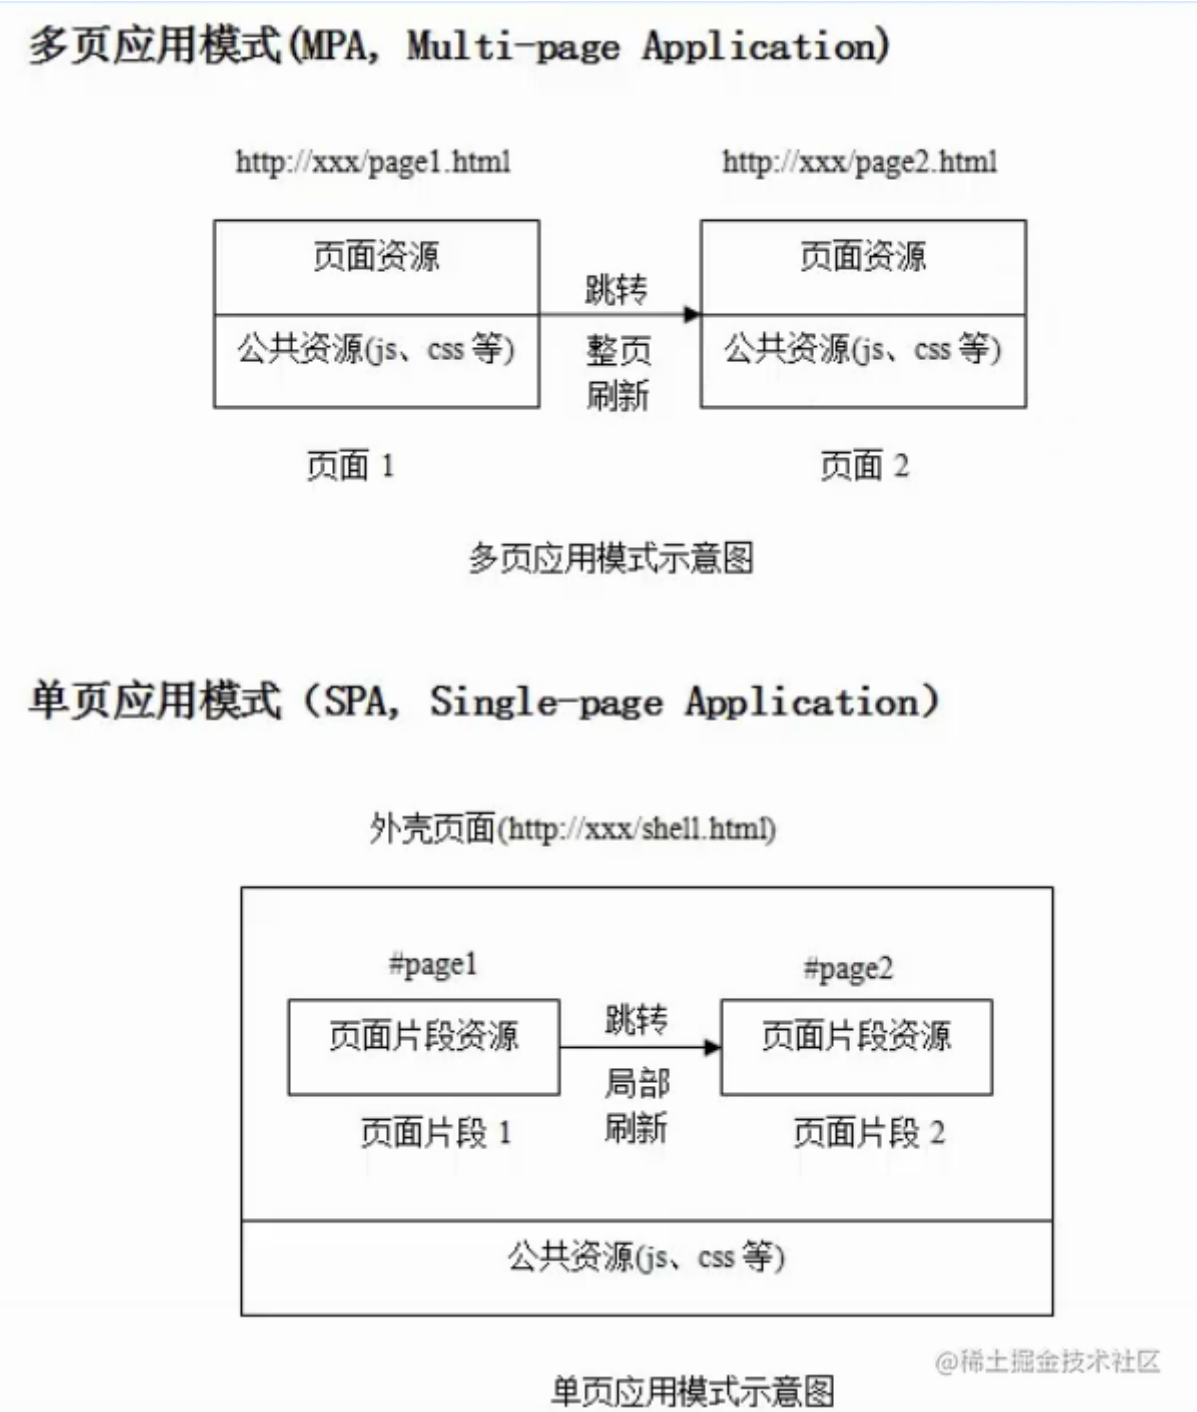 多页应用模式(MPA, Multi-page Application)
http://xxx/page1.html
http://xxx/page2.html
页面资源
公共资源(js、css 等)
跳转
整页
刷新
页面资源
公共资源(js、css 等)
页面 1
页面 2
多页应用模式示意图
单页应用模式（SPA, Single-page Application）
外壳页面(http://xxx/shell.html)
#page1
#page2
页面片段资源
跳转
局部
刷新
页面片段资源
页面片段 1
页面片段 2
公共资源(js、css 等)
@稀土掘金技术社区
单页应用模式示意图